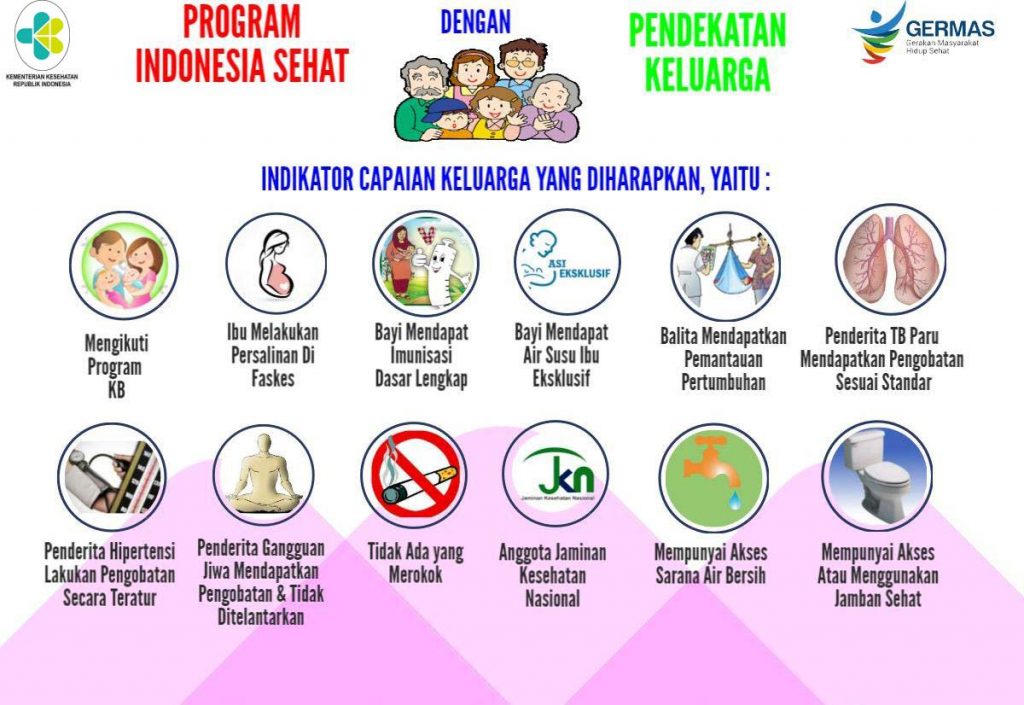 KEMENTERIAN KESEHATAN
REPUBLIK INDONESIA
PROGRAM
INDONESIA SEHAT
DENGAN
PENDEKATAN
KELUARGA
GERMAS
Gerakan Masyarakat
Hidup Sehat
INDIKATOR CAPAIAN KELUARGA YANG DIHARAPKAN, YAITU :
ASI
EKSKLUSIF
Mengikuti
Program
KB
Ibu Melakukan
Persalinan Di
Faskes
Bayi Mendapat
Imunisasi
Dasar Lengkap
Bayi Mendapat
Air Susu Ibu
Eksklusif
Balita Mendapatkan
Pemantauan
Pertumbuhan
Penderita TB Paru
Mendapatkan Pengobatan
Sesuai Standar
Jkn
Jaminan Kesehatan Nasional
Penderita Hipertensi
Lakukan Pengobatan
Secara Teratur
Penderita Gangguan
Jiwa Mendapatkan
Pengobatan & Tidak
Ditelantarkan
Tidak Ada yang
Merokok
Anggota Jaminan
Kesehatan
Nasional
Mempunyai Akses
Sarana Air Bersih
Mempunyai Akses
Atau Menggunakan
Jamban Sehat